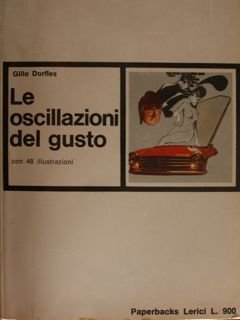 Gillo Dorfles
Le
oscillazioni
del gusto
con 48 illustrazioni
Paperbacks Lerici L. 900